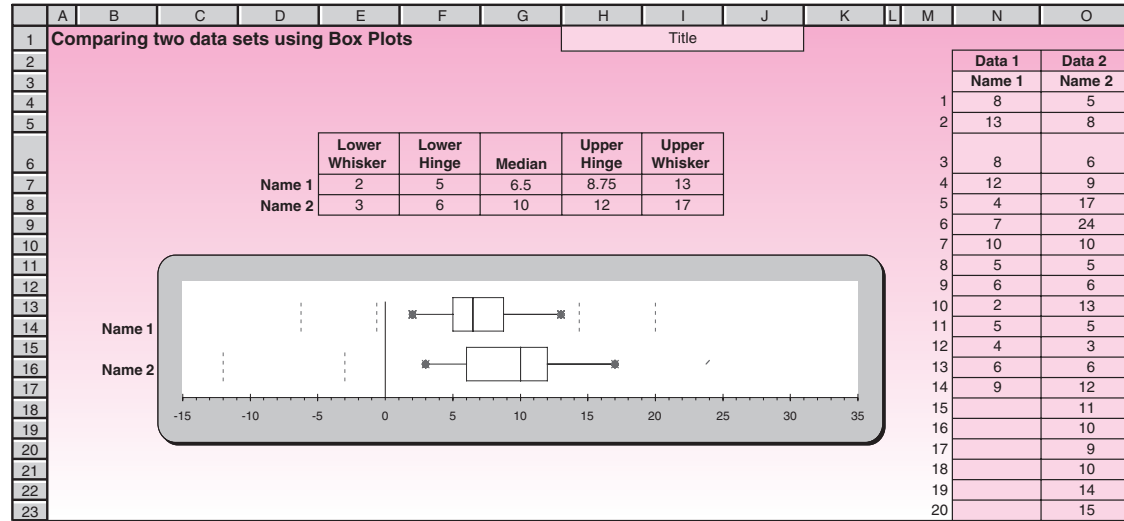 A B C D E F G H I J K L M N O
1 Comparing two data sets using Box Plots Title
2 Data 1 Data 2
3 Name 1 Name 2
4 1 8 5
5 2 13 8
6 Lower Whisker Lower Hinge Median Upper Hinge Upper Whisker 3 8 6
7 Name 1 2 5 6.5 8.75 13 4 12 9
8 Name 2 3 6 10 12 17 5 4 17
9 6 7 24
10 7 10 10
11 8 5 5
12 9 6 6
13 10 2 13
14 Name 1 11 5 5
15 12 4 3
16 Name 2 13 6 6
17 14 9 12
18 -15 -10 -5 0 5 10 15 20 25 30 35 15 11
19 16 10
20 17 9
21 18 10
22 19 14
23 20 15